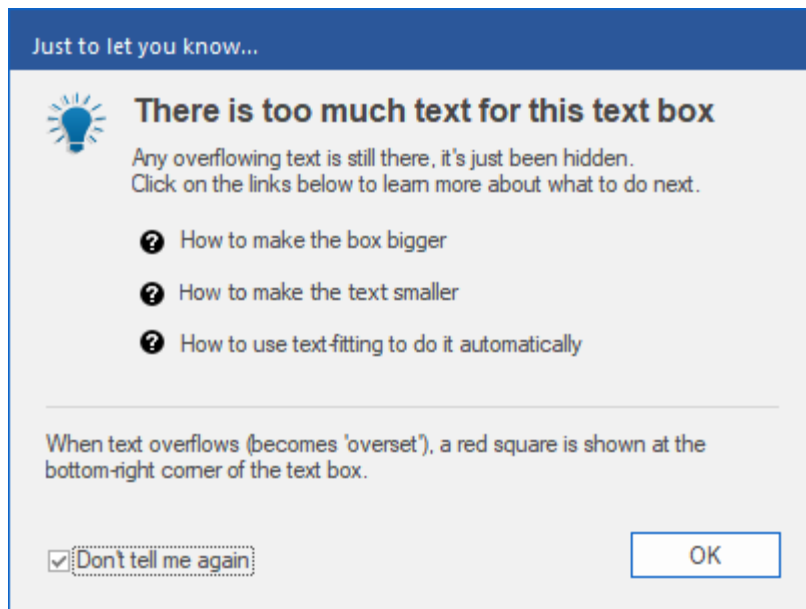 Just to let you know...
There is too much text for this text box
Any overflowing text is still there, it's just been hidden.
Click on the links below to learn more about what to do next.
How to make the box bigger
How to make the text smaller
How to use text-fitting to do it automatically
When text overflows (becomes 'overset'), a red square is shown at the
bottom-right corner of the text box.
Don't tell me again
OK